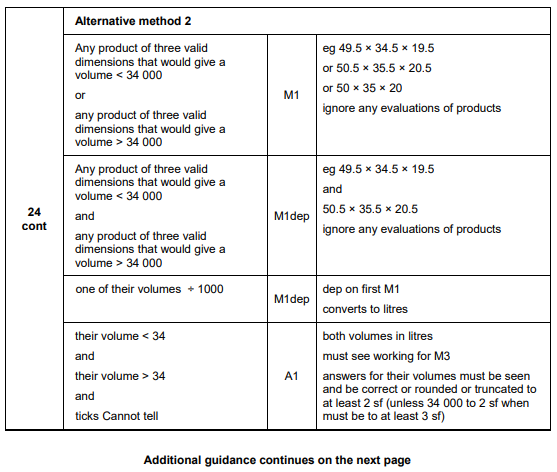 Alternative method 2
Any product of three valid
dimensions that would give a
volume < 34 000
or
any product of three valid
dimensions that would give a
volume > 34 000
M1
eg 49.5 × 34.5 × 19.5
or 50.5 × 35.5 × 20.5
or 50 × 35 × 20
ignore any evaluations of products
24
cont
Any product of three valid
dimensions that would give a
volume < 34 000
and
any product of three valid
dimensions that would give a
volume > 34 000
M1dep
eg 49.5 × 34.5 × 19.5
and
50.5 × 35.5 × 20.5
ignore any evaluations of products
one of their volumes ÷ 1000
M1dep
dep on first M1
converts to litres
their volume < 34
and
their volume > 34
and
ticks Cannot tell
A1
both volumes in litres
must see working for M3
answers for their volumes must be seen
and be correct or rounded or truncated to
at least 2 sf (unless 34 000 to 2 sf when
must be to at least 3 sf)
Additional guidance continues on the next page